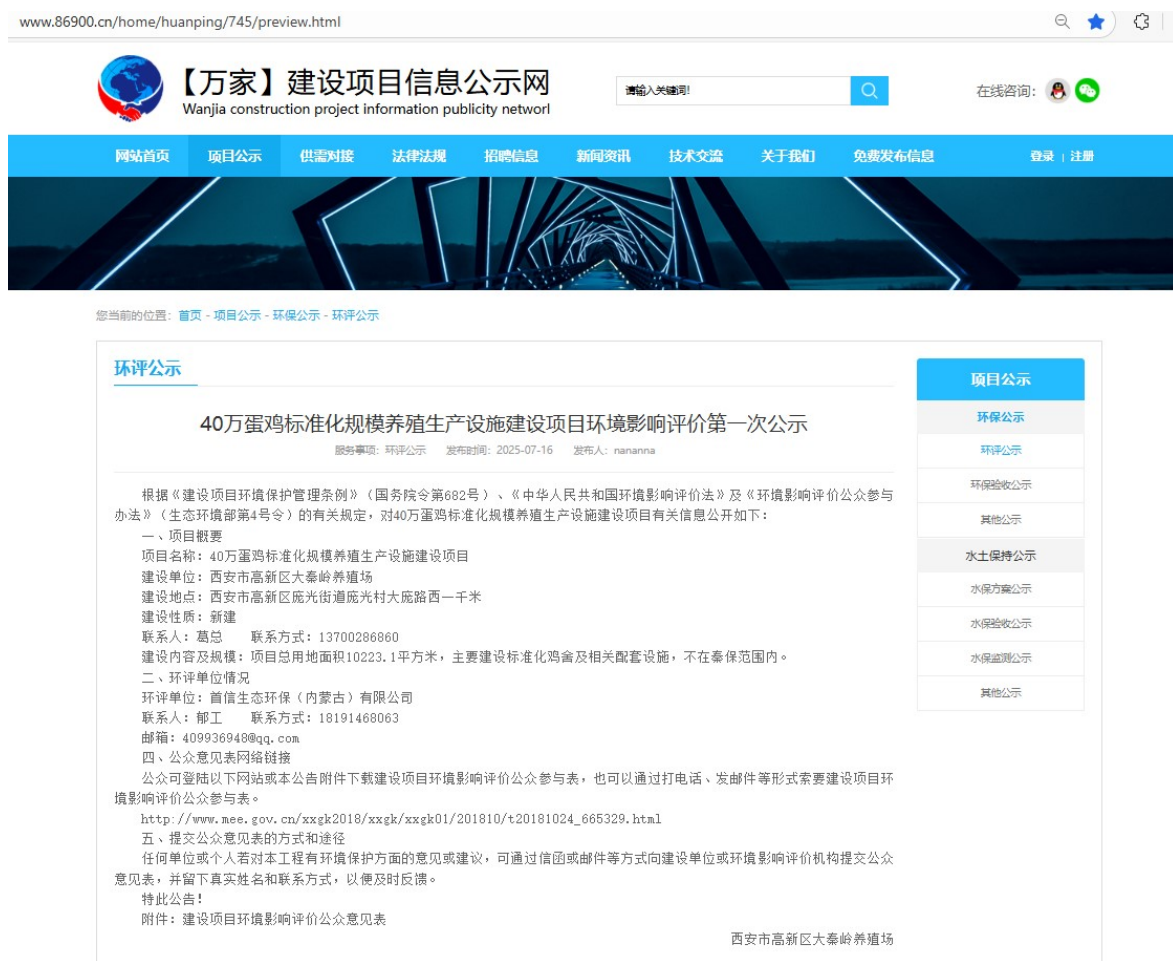 www.86900.cn/home/huanping/745/preview.html
【万家】建设项目信息公示网
Wanjia construction project information publicity networl
请输入关键词!
在线咨询:
网站首页 项目公示 供需对接 法律法规 招聘信息 新闻资讯 技术交流 关于我们 免费发布信息 登录 | 注册
您当前的位置: 首页 - 项目公示 - 环保公示 - 环评公示
环评公示
40万蛋鸡标准化规模养殖生产设施建设项目环境影响评价第一次公示
服务事项: 环评公示 发布时间: 2025-07-16 发布人: nananna
根据《建设项目环境保护管理条例》（国务院令第682号）、《中华人民共和国环境影响评价法》及《环境影响评价公众参与
办法》（生态环境部第4号令）的有关规定，对40万蛋鸡标准化规模养殖生产设施建设项目有关信息公开如下：
一、项目概要
项目名称：40万蛋鸡标准化规模养殖生产设施建设项目
建设单位：西安市高新区大秦岭养殖场
建设地点：西安市高新区庞光街道庞光村大庞路西一千米
建设性质：新建
联系人：葛总 联系方式：13700286860
建设内容及规模：项目总用地面积10223.1平方米，主要建设标准化鸡舍及相关配套设施，不在秦保范围内。
二、环评单位情况
环评单位：首信生态环保（内蒙古）有限公司
联系人：郁工 联系方式：18191468063
邮箱：409936948@qq.com
四、公众意见表网络链接
公众可登陆以下网站或本公告附件下载建设项目环境影响评价公众参与表，也可以通过打电话、发邮件等形式索要建设项目环
境影响评价公众参与表。
http://www.mee.gov.cn/xxgk2018/xxgk/xxgk01/201810/t20181024_665329.html
五、提交公众意见表的方式和途径
任何单位或个人若对本工程有环境保护方面的意见或建议，可通过信函或邮件等方式向建设单位或环境影响评价机构提交公众
意见表，并留下真实姓名和联系方式，以便及时反馈。
特此公告！
附件：建设项目环境影响评价公众意见表
西安市高新区大秦岭养殖场
项目公示
环保公示
环评公示
环保验收公示
其他公示
水土保持公示
水保方案公示
水保验收公示
水保监测公示
其他公示